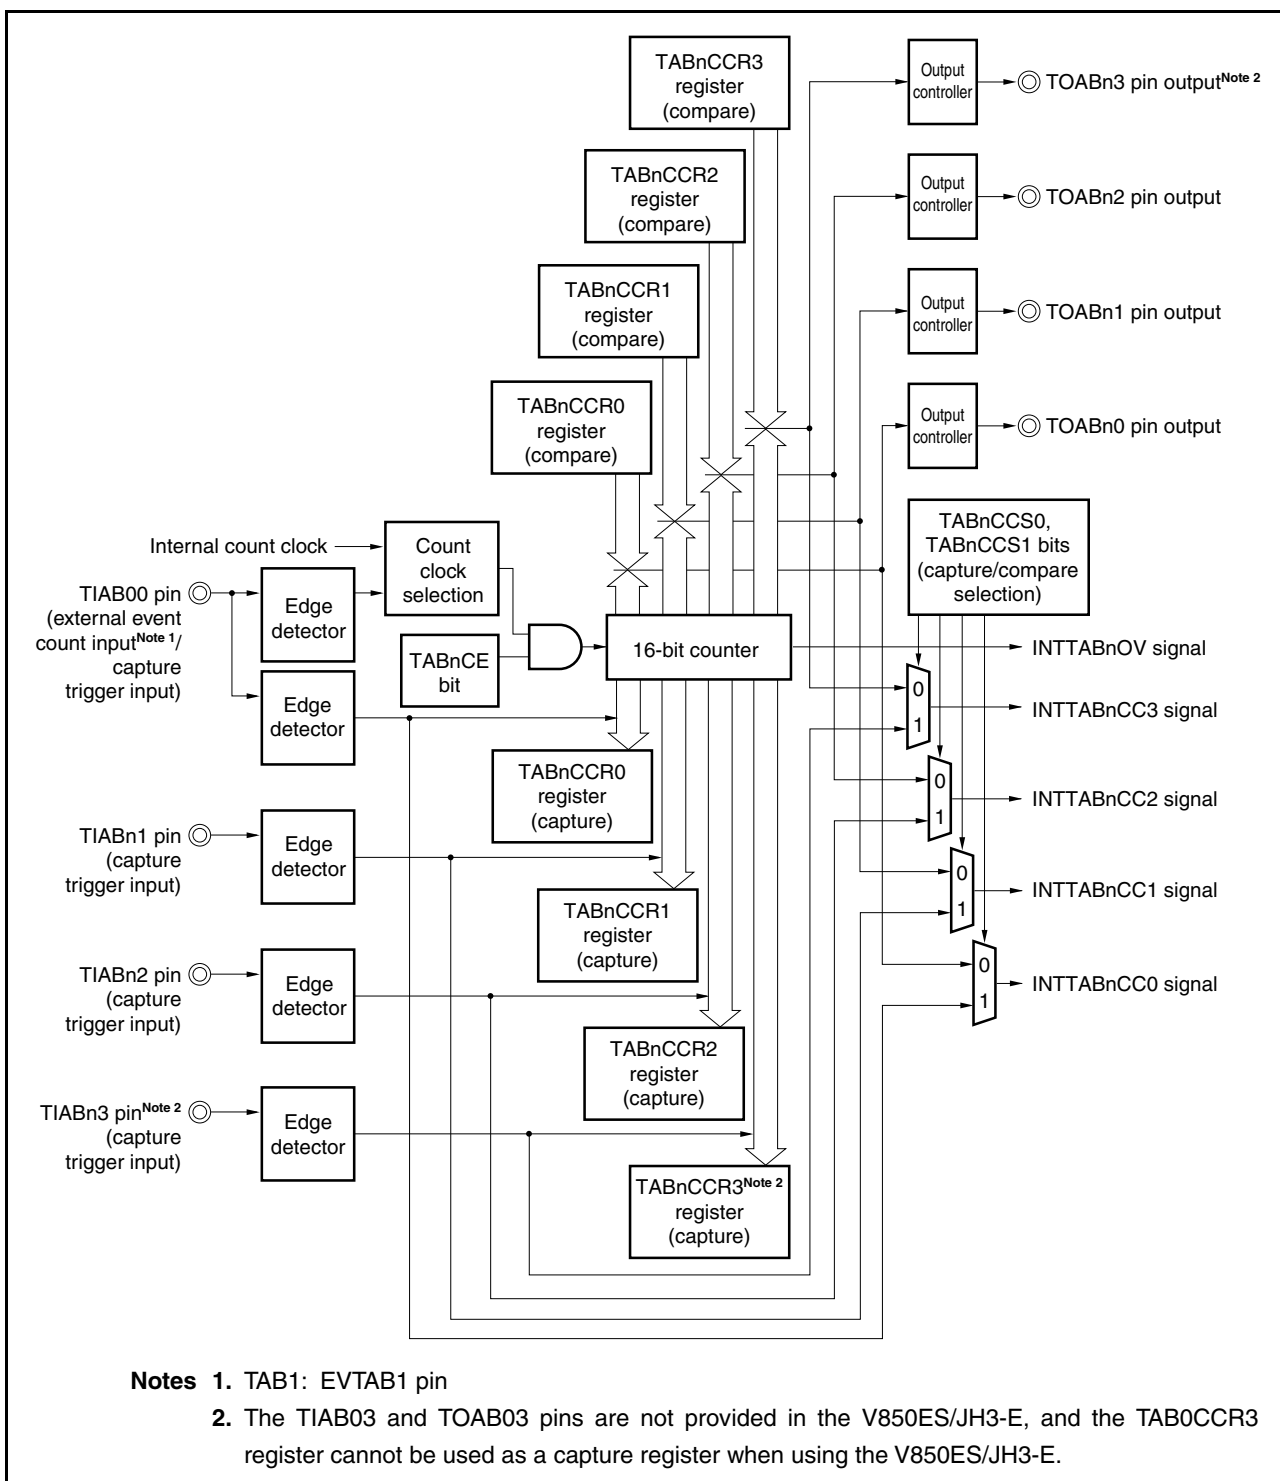 TABnCCR3
register
(compare)
Output
controller
TOABn3 pin outputNote 2
TABnCCR2
register
(compare)
Output
controller
TOABn2 pin output
TABnCCR1
register
(compare)
Output
controller
TOABn1 pin output
TABnCCR0
register
(compare)
Output
controller
TOABn0 pin output
TABnCCS0,
TABnCCS1 bits
(capture/compare
selection)
Internal count clock
Count
clock
selection
TIAB00 pin
(external event
count inputNote 1/
capture
trigger input)
Edge
detector
TABnCE
bit
16-bit counter
INTTABnOV signal
Edge
detector
0
1
INTTABnCC3 signal
TABnCCR0
register
(capture)
0
1
INTTABnCC2 signal
TIABn1 pin
(capture
trigger input)
Edge
detector
0
1
INTTABnCC1 signal
TABnCCR1
register
(capture)
TIABn2 pin
(capture
trigger input)
Edge
detector
0
1
INTTABnCC0 signal
TABnCCR2
register
(capture)
TIABn3 pinNote 2
(capture
trigger input)
Edge
detector
TABnCCR3Note 2
register
(capture)
Notes 1. TAB1: EVTAB1 pin
2. The TIAB03 and TOAB03 pins are not provided in the V850ES/JH3-E, and the TAB0CCR3
register cannot be used as a capture register when using the V850ES/JH3-E.